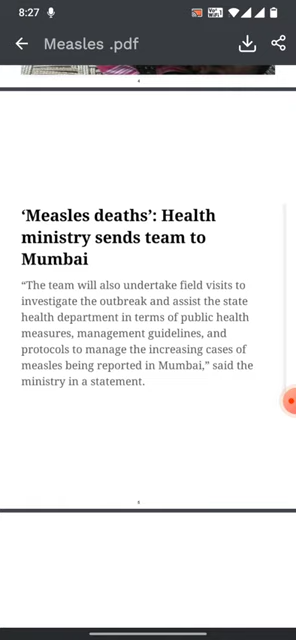 8:27
Measles .pdf
‘Measles deaths’: Health
ministry sends team to
Mumbai
“The team will also undertake field visits to
investigate the outbreak and assist the state
health department in terms of public health
measures, management guidelines, and
protocols to manage the increasing cases of
measles being reported in Mumbai,” said the
ministry in a statement.